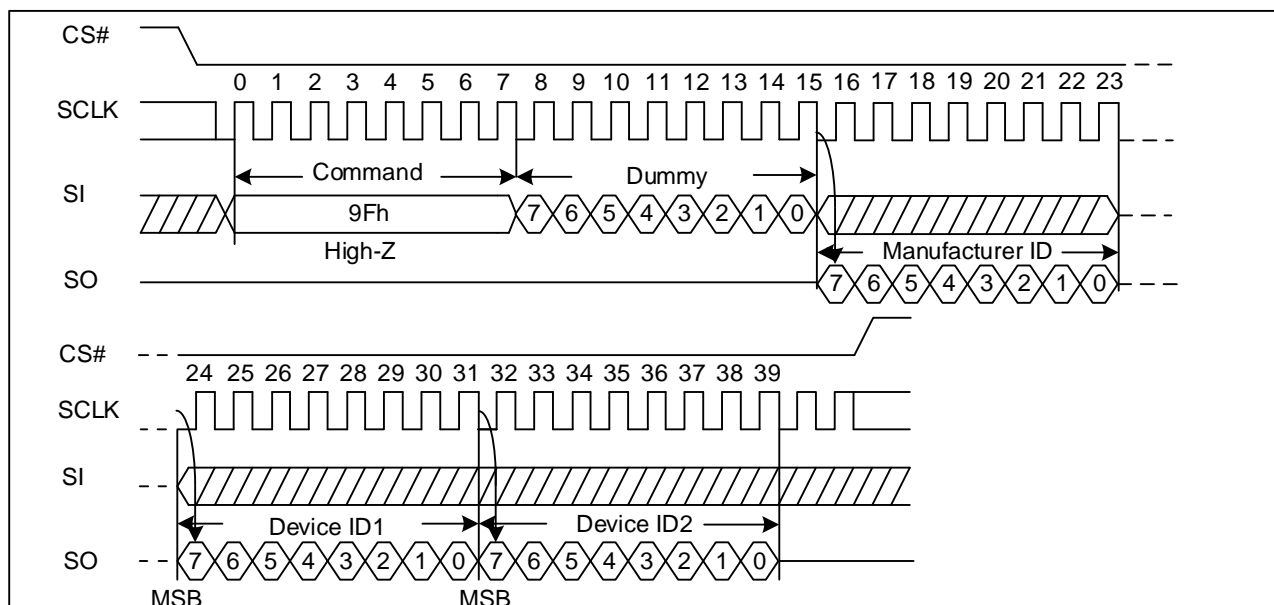 CS#
0 1 2 3 4 5 6 7 8 9 10 11 12 13 14 15 16 17 18 19 20 21 22 23
SCLK
Command Dummy
SI
9Fh 7 6 5 4 3 2 1 0
High-Z Manufacturer ID
SO
7 6 5 4 3 2 1 0
CS#
24 25 26 27 28 29 30 31 32 33 34 35 36 37 38 39
SCLK
SI
Device ID1 Device ID2
SO 7 6 5 4 3 2 1 0 7 6 5 4 3 2 1 0
MSB MSB